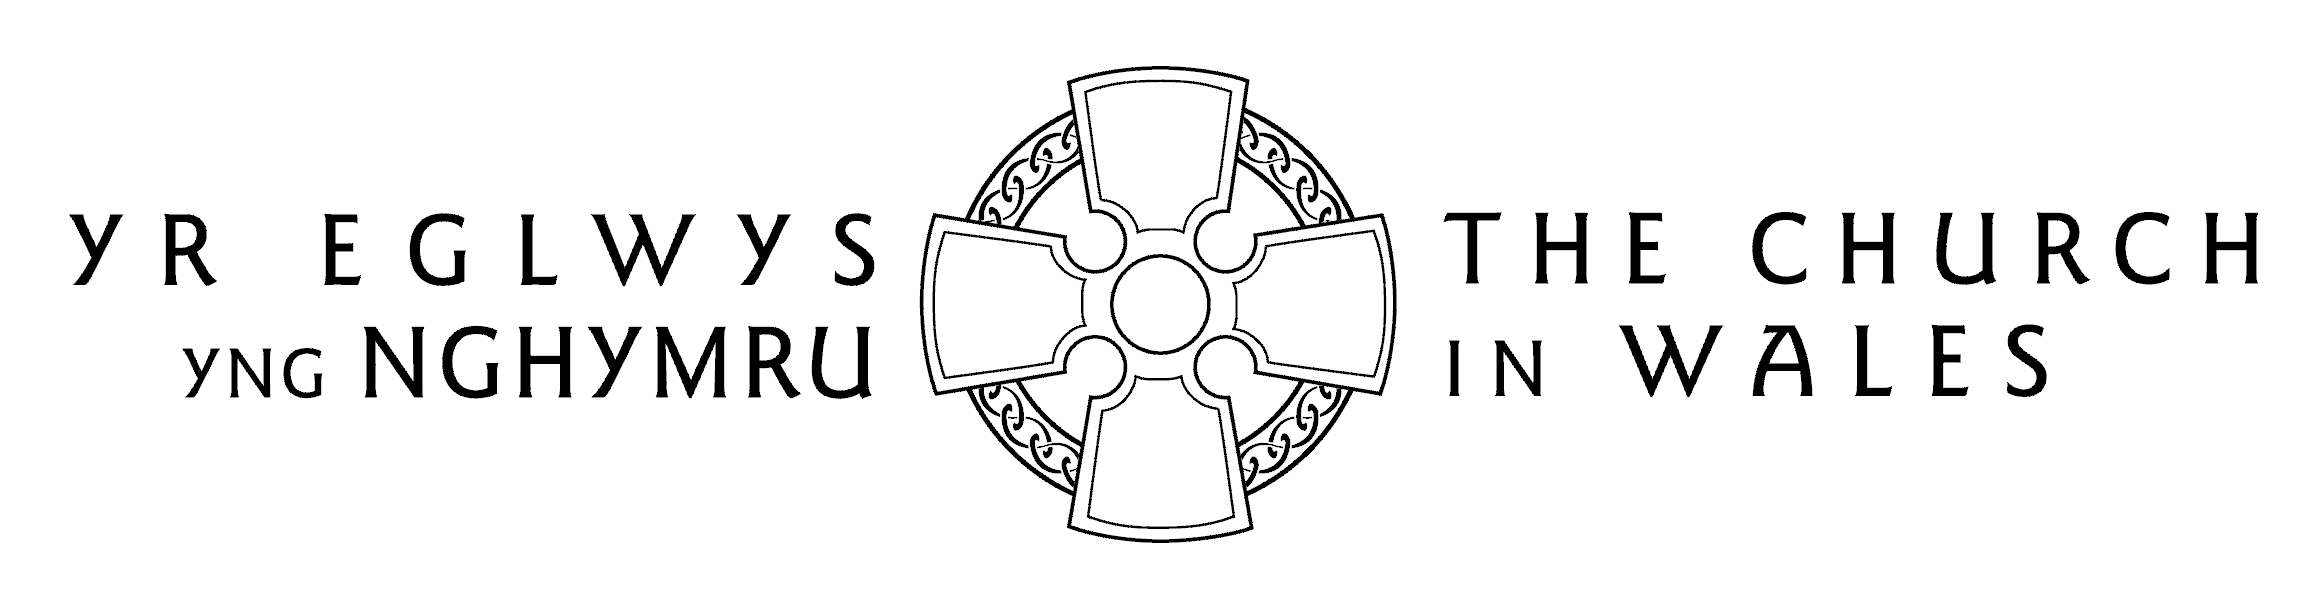 YR EGLWYS
YNG NGHYMRU
THE CHURCH
IN WALES